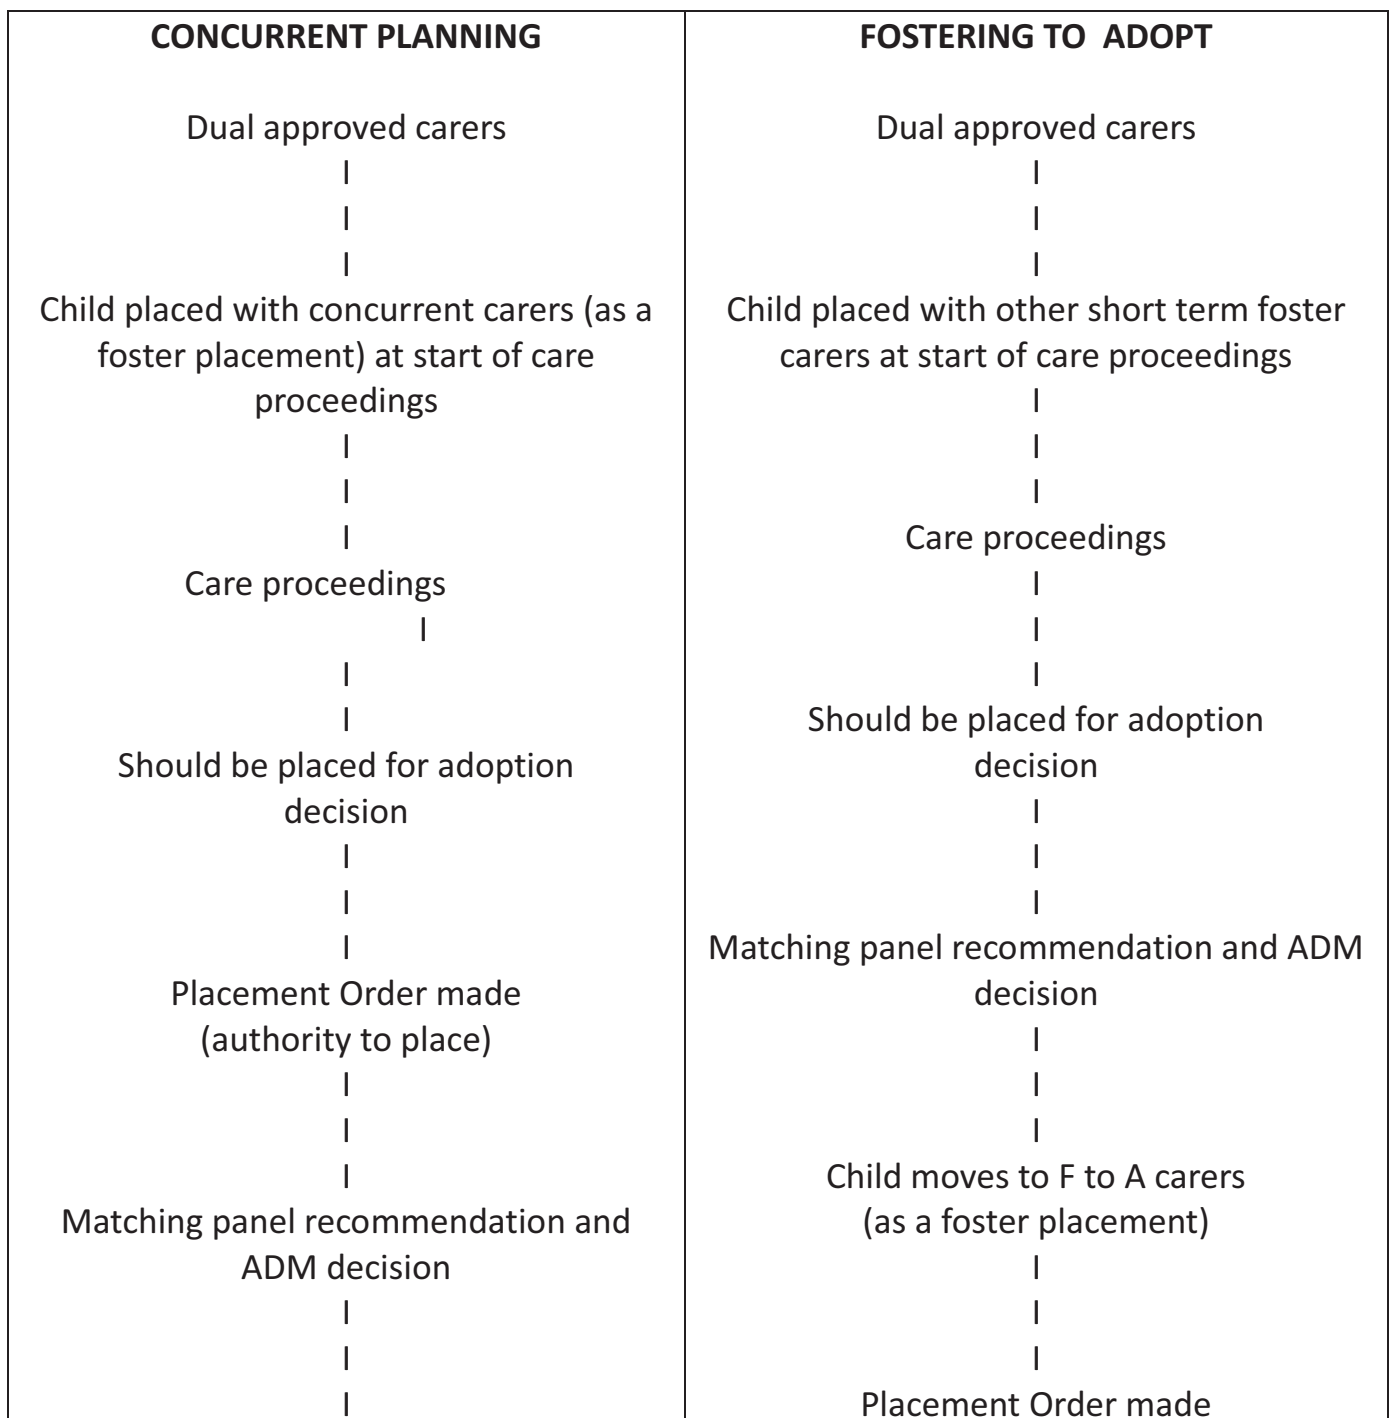 CONCURRENT PLANNING
Dual approved carers
I
I
I
Child placed with concurrent carers (as a
foster placement) at start of care
proceedings
I
I
I
Care proceedings
I
I
I
Should be placed for adoption
decision
I
I
I
Placement Order made
(authority to place)
I
I
I
Matching panel recommendation and
ADM decision
I
I
I
FOSTERING TO  ADOPT
Dual approved carers
I
I
I
Child placed with other short term foster
carers at start of care proceedings
I
I
I
Care proceedings
I
I
I
Should be placed for adoption
decision
I
I
I
Matching panel recommendation and ADM
decision
I
I
I
Child moves to F to A carers
(as a foster placement)
I
I
I
Placement Order made